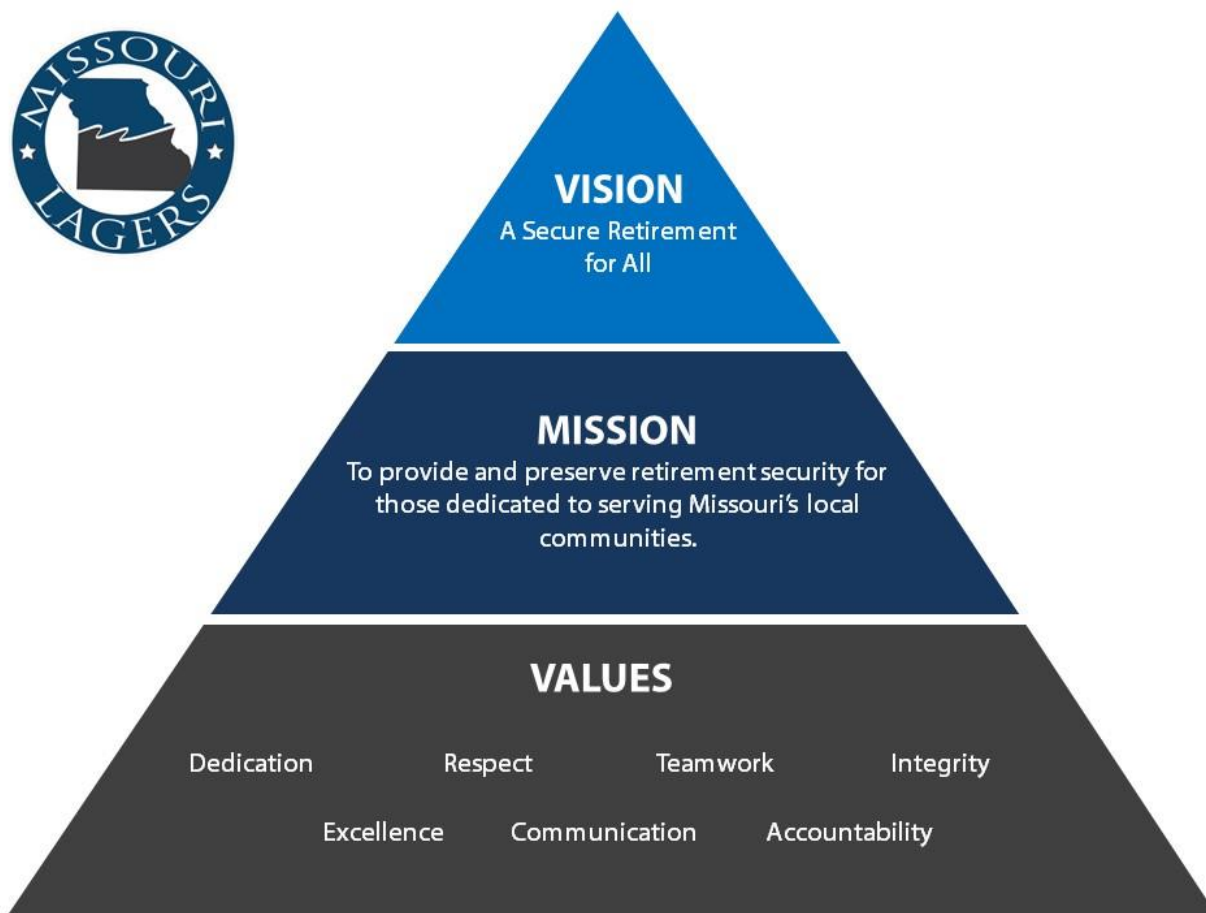 MISSOURI
LAGERS
VISION
A Secure Retirement
for All
MISSION
To provide and preserve retirement security for
those dedicated to serving Missouri's local
communities.
VALUES
Dedication Respect Teamwork Integrity
Excellence Communication Accountability